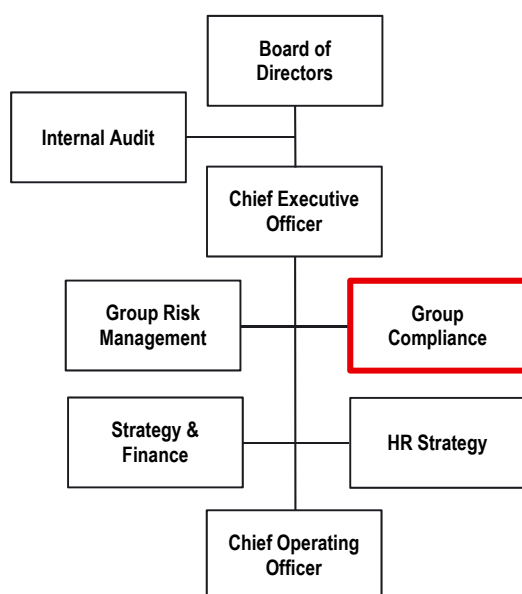 Board of
Directors
Internal Audit
Chief Executive
Officer
Group Risk
Management
Group
Compliance
Strategy &
Finance
HR Strategy
Chief Operating
Officer